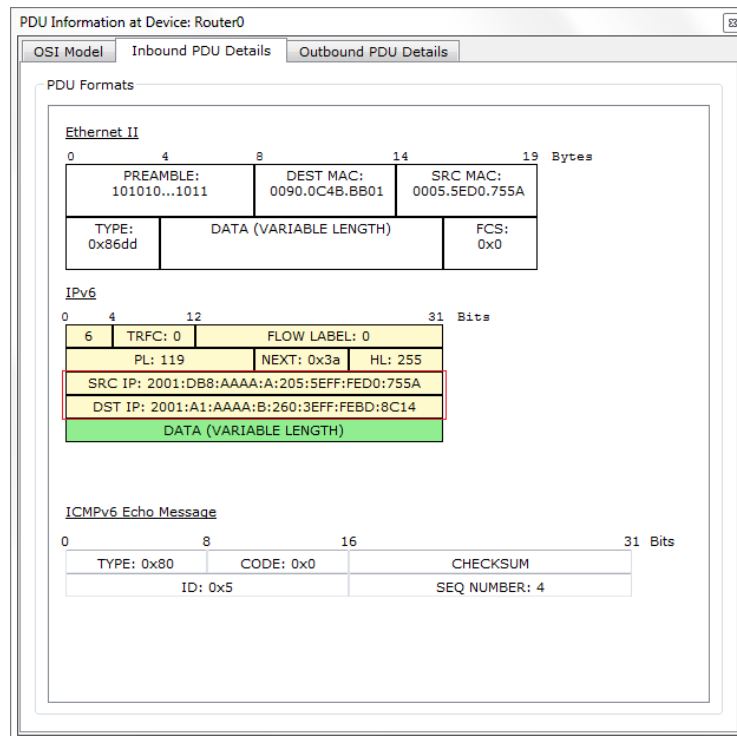 PDU Information at Device: Router0
OSI Model Inbound PDU Details Outbound PDU Details
PDU Formats
Ethernet II
0 4 8 14 19 Bytes
PREAMBLE: DEST MAC: SRC MAC:
101010...1011 0090.0C4B.BB01 0005.5ED0.755A
TYPE: DATA (VARIABLE LENGTH) FCS:
0x86dd 0x0
IPv6
0 4 12 31 Bits
6 TRFC: 0 FLOW LABEL: 0
PL: 119 NEXT: 0x3a HL: 255
SRC IP: 2001:DB8:AAAA:A:205:5EFF:FED0:755A
DST IP: 2001:A1:AAAA:B:260:3EFF:FEBD:8C14
DATA (VARIABLE LENGTH)
ICMPv6 Echo Message
0 8 16 31 Bits
TYPE: 0x80 CODE: 0x0 CHECKSUM
ID: 0x5 SEQ NUMBER: 4